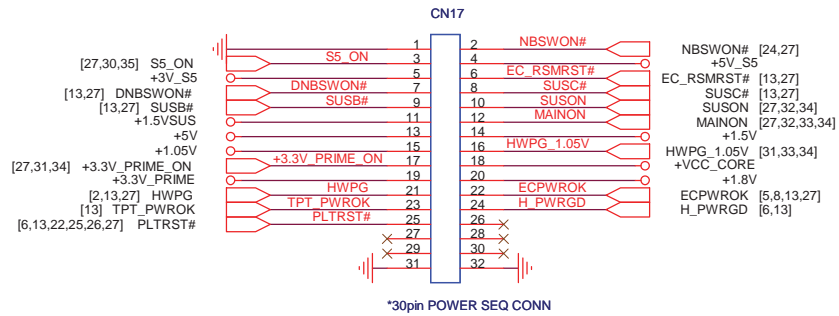 CN17
1 2 NBSWON# NBSWON# [24,27]
[27,30,35] S5_ON S5_ON 3 4 +5V_S5
+3V_S5 5 6 EC_RSMRST# EC_RSMRST# [13,27]
[13,27] DNBSWON# DNBSWON# 7 8 SUSC# SUSC# [13,27]
[13,27] SUSB# SUSB# 9 10 SUSON SUSON [27,32,34]
+1.5VSUS 11 12 MAINON MAINON [27,32,33,34]
+5V 13 14 +1.5V
+1.05V 15 16 HWPG_1.05V HWPG_1.05V [31,33,34]
[27,31,34] +3.3V_PRIME_ON +3.3V_PRIME_ON 17 18 +VCC_CORE
+3.3V_PRIME 19 20 +1.8V
[2,13,27] HWPG HWPG 21 22 ECPWROK ECPWROK [5,8,13,27]
[13] TPT_PWROK TPT_PWROK 23 24 H_PWRGD H_PWRGD [6,13]
[6,13,22,25,26,27] PLTRST# PLTRST# 25 26
27 28
29 30
31 32
*30pin POWER SEQ CONN